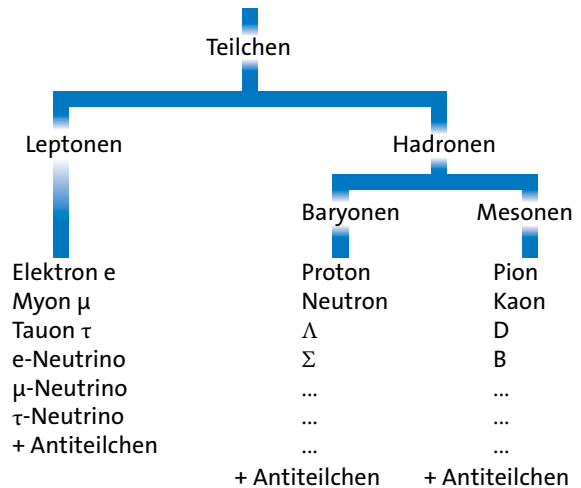 Teilchen
Leptonen
Hadronen
Baryonen
Mesonen
Elektron e
Myon μ
Tauon τ
e-Neutrino
μ-Neutrino
τ-Neutrino
+ Antiteilchen
Proton
Neutron
Λ
Σ
...
...
...
+ Antiteilchen
Pion
Kaon
D
B
...
...
...
+ Antiteilchen